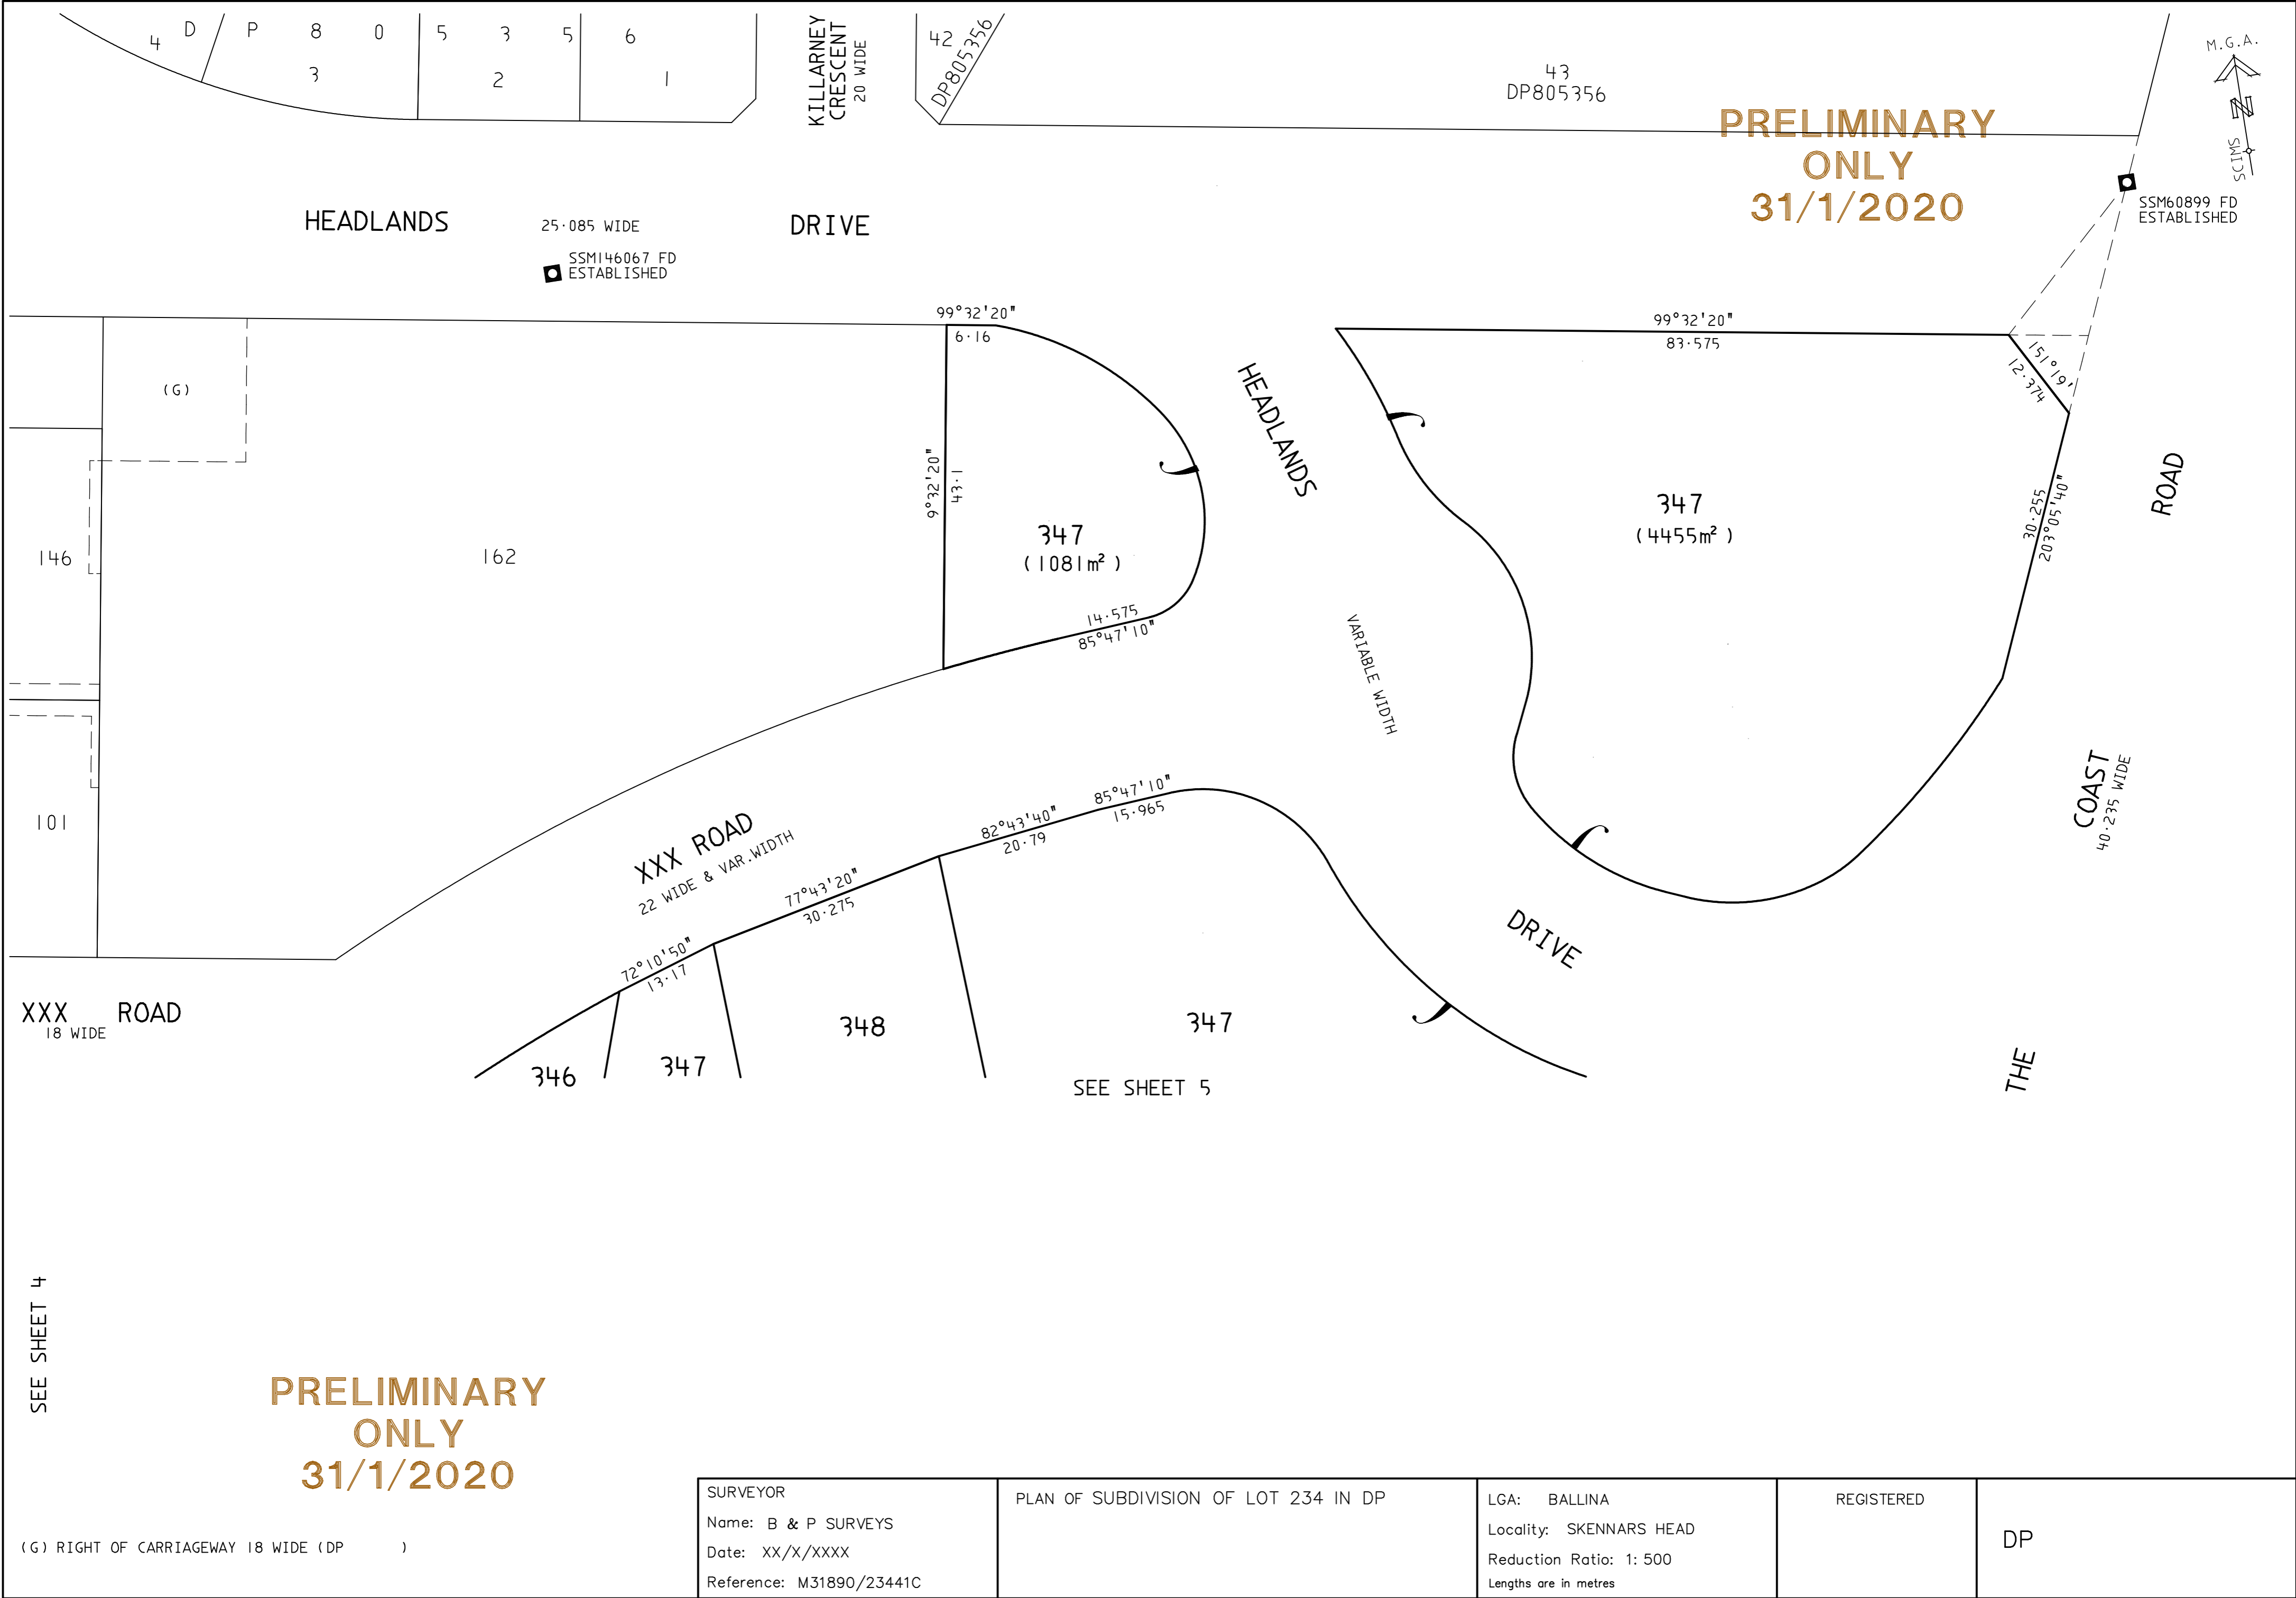 4 D P 8 0 5 3 5 6
3
2
1
KILLARNEY
CRESCENT
20 WIDE
42
DP805356
43
DP805356
M.G.A.
N
SCIMS
PRELIMINARY
ONLY
31/1/2020
SSM60899 FD
ESTABLISHED
HEADLANDS 25·085 WIDE DRIVE
SSM146067 FD
ESTABLISHED
99°32'20"
6·16
99°32'20"
83·575
151°19'
12·374
(G)
HEADLANDS
9°32'20"
43·1
347
(1081m²)
347
(4455m²)
30·255
203°05'40"
ROAD
146
162
14·575
85°47'10"
VARIABLE WIDTH
COAST
40·235 WIDE
101
XXX ROAD
22 WIDE & VAR.WIDTH
85°47'10"
15·965
82°43'40"
20·79
77°43'20"
30·275
72°10'50"
13·17
DRIVE
XXX ROAD
18 WIDE
346
347
348
347
THE
SEE SHEET 5
SEE SHEET 4
PRELIMINARY
ONLY
31/1/2020
(G) RIGHT OF CARRIAGEWAY 18 WIDE (DP )
SURVEYOR
Name: B & P SURVEYS
Date: XX/X/XXXX
Reference: M31890/23441C
PLAN OF SUBDIVISION OF LOT 234 IN DP
LGA: BALLINA
Locality: SKENNARS HEAD
Reduction Ratio: 1: 500
Lengths are in metres
REGISTERED
DP